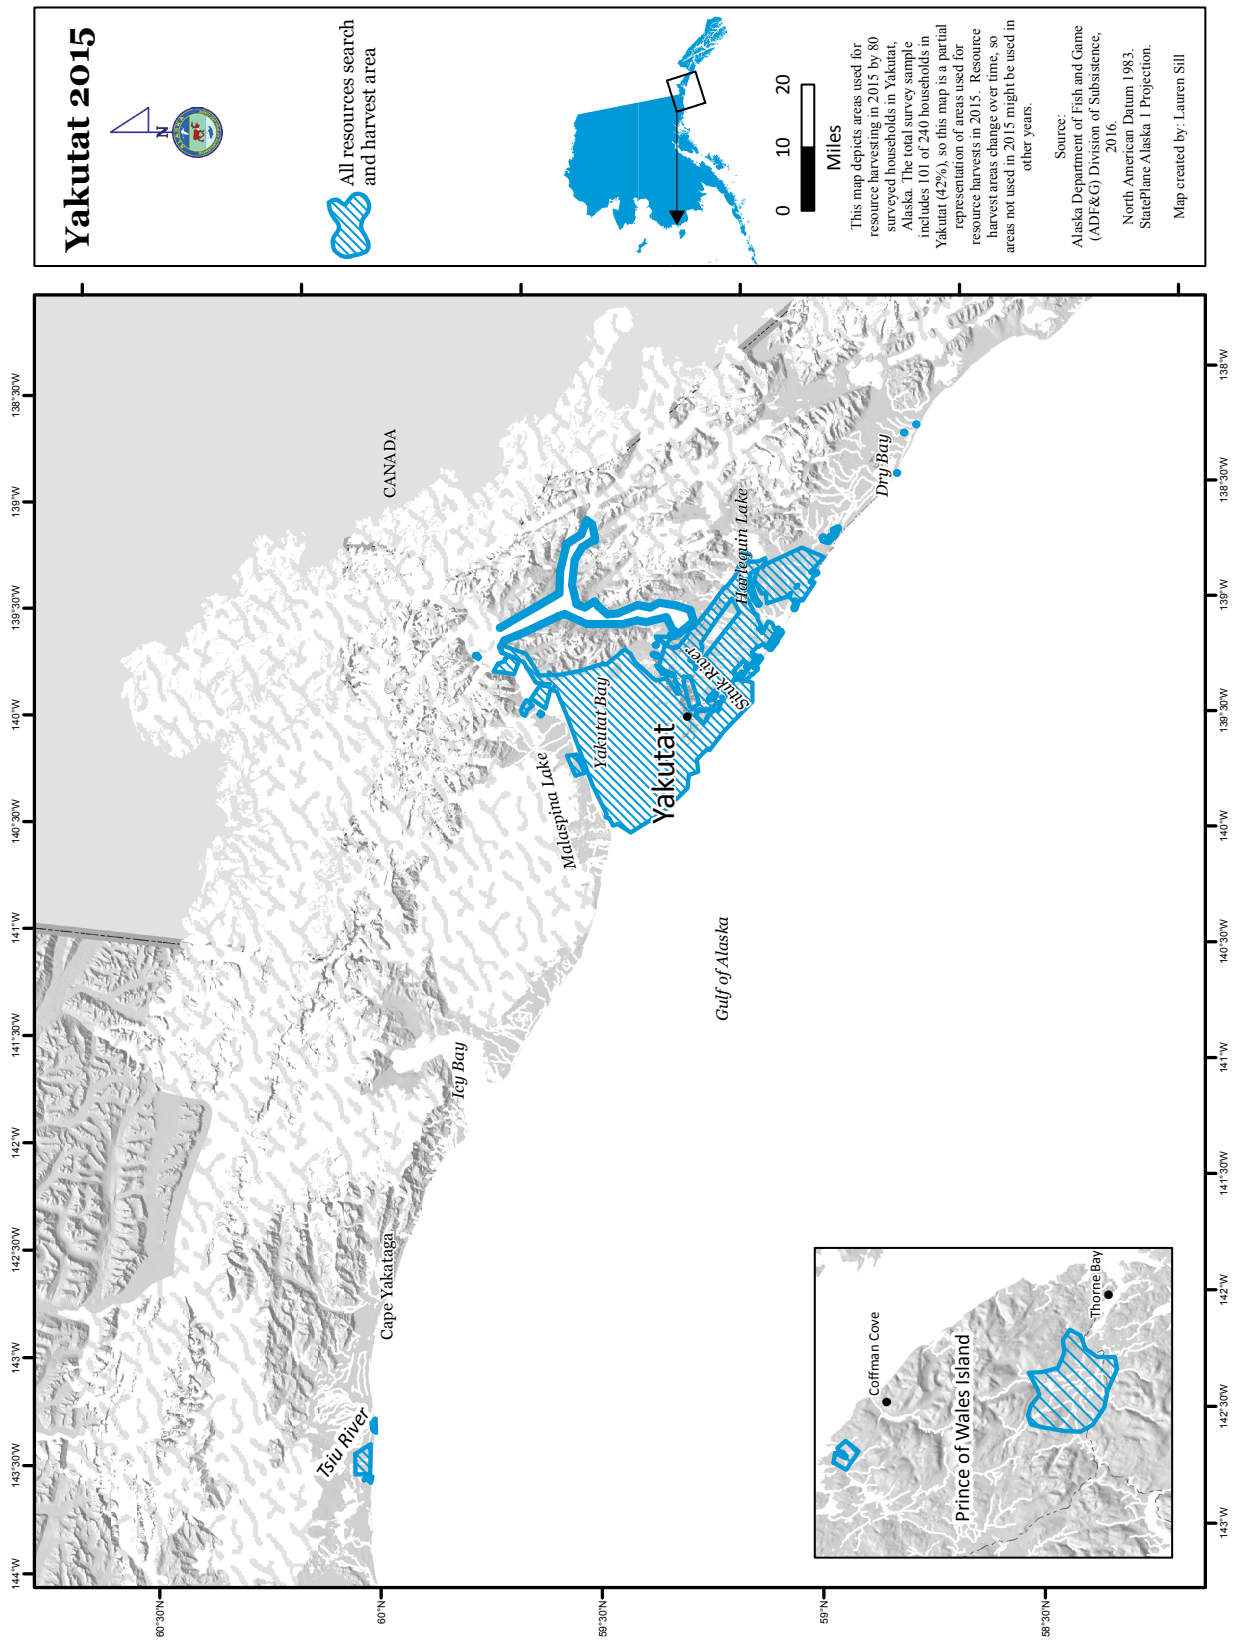 Yakutat 2015
N
All resources search
and harvest area
0 10 20
Miles
This map depicts areas used for
resource harvesting in 2015 by 80
surveyed households in Yakutat,
Alaska. The total survey sample
includes 101 of 240 households in
Yakutat (42%), so this map is a partial
representation of areas used for
resource harvests in 2015. Resource
harvest areas change over time, so
areas not used in 2015 might be used in
other years.
Source:
Alaska Department of Fish and Game
(ADF&G) Division of Subsistence,
2016.
North American Datum 1983.
StatePlane Alaska 1 Projection.
Map created by: Lauren Sill
144°W 143°30'W 143°W 142°30'W 142°W 141°30'W 141°W 140°30'W 140°W 139°30'W 139°W 138°30'W
60°30'N
60°N
59°30'N
59°N
58°30'N
CANADA
Tsiu River
Cape Yakataga
Icy Bay
Malaspina Lake
Yakutat Bay
Yakutat
Situk River
Harlequin Lake
Dry Bay
Gulf of Alaska
Coffman Cove
Prince of Wales Island
Thorne Bay
143°W 142°30'W 142°W 141°30'W 141°W 140°30'W 140°W 139°30'W 139°W 138°30'W 138°W